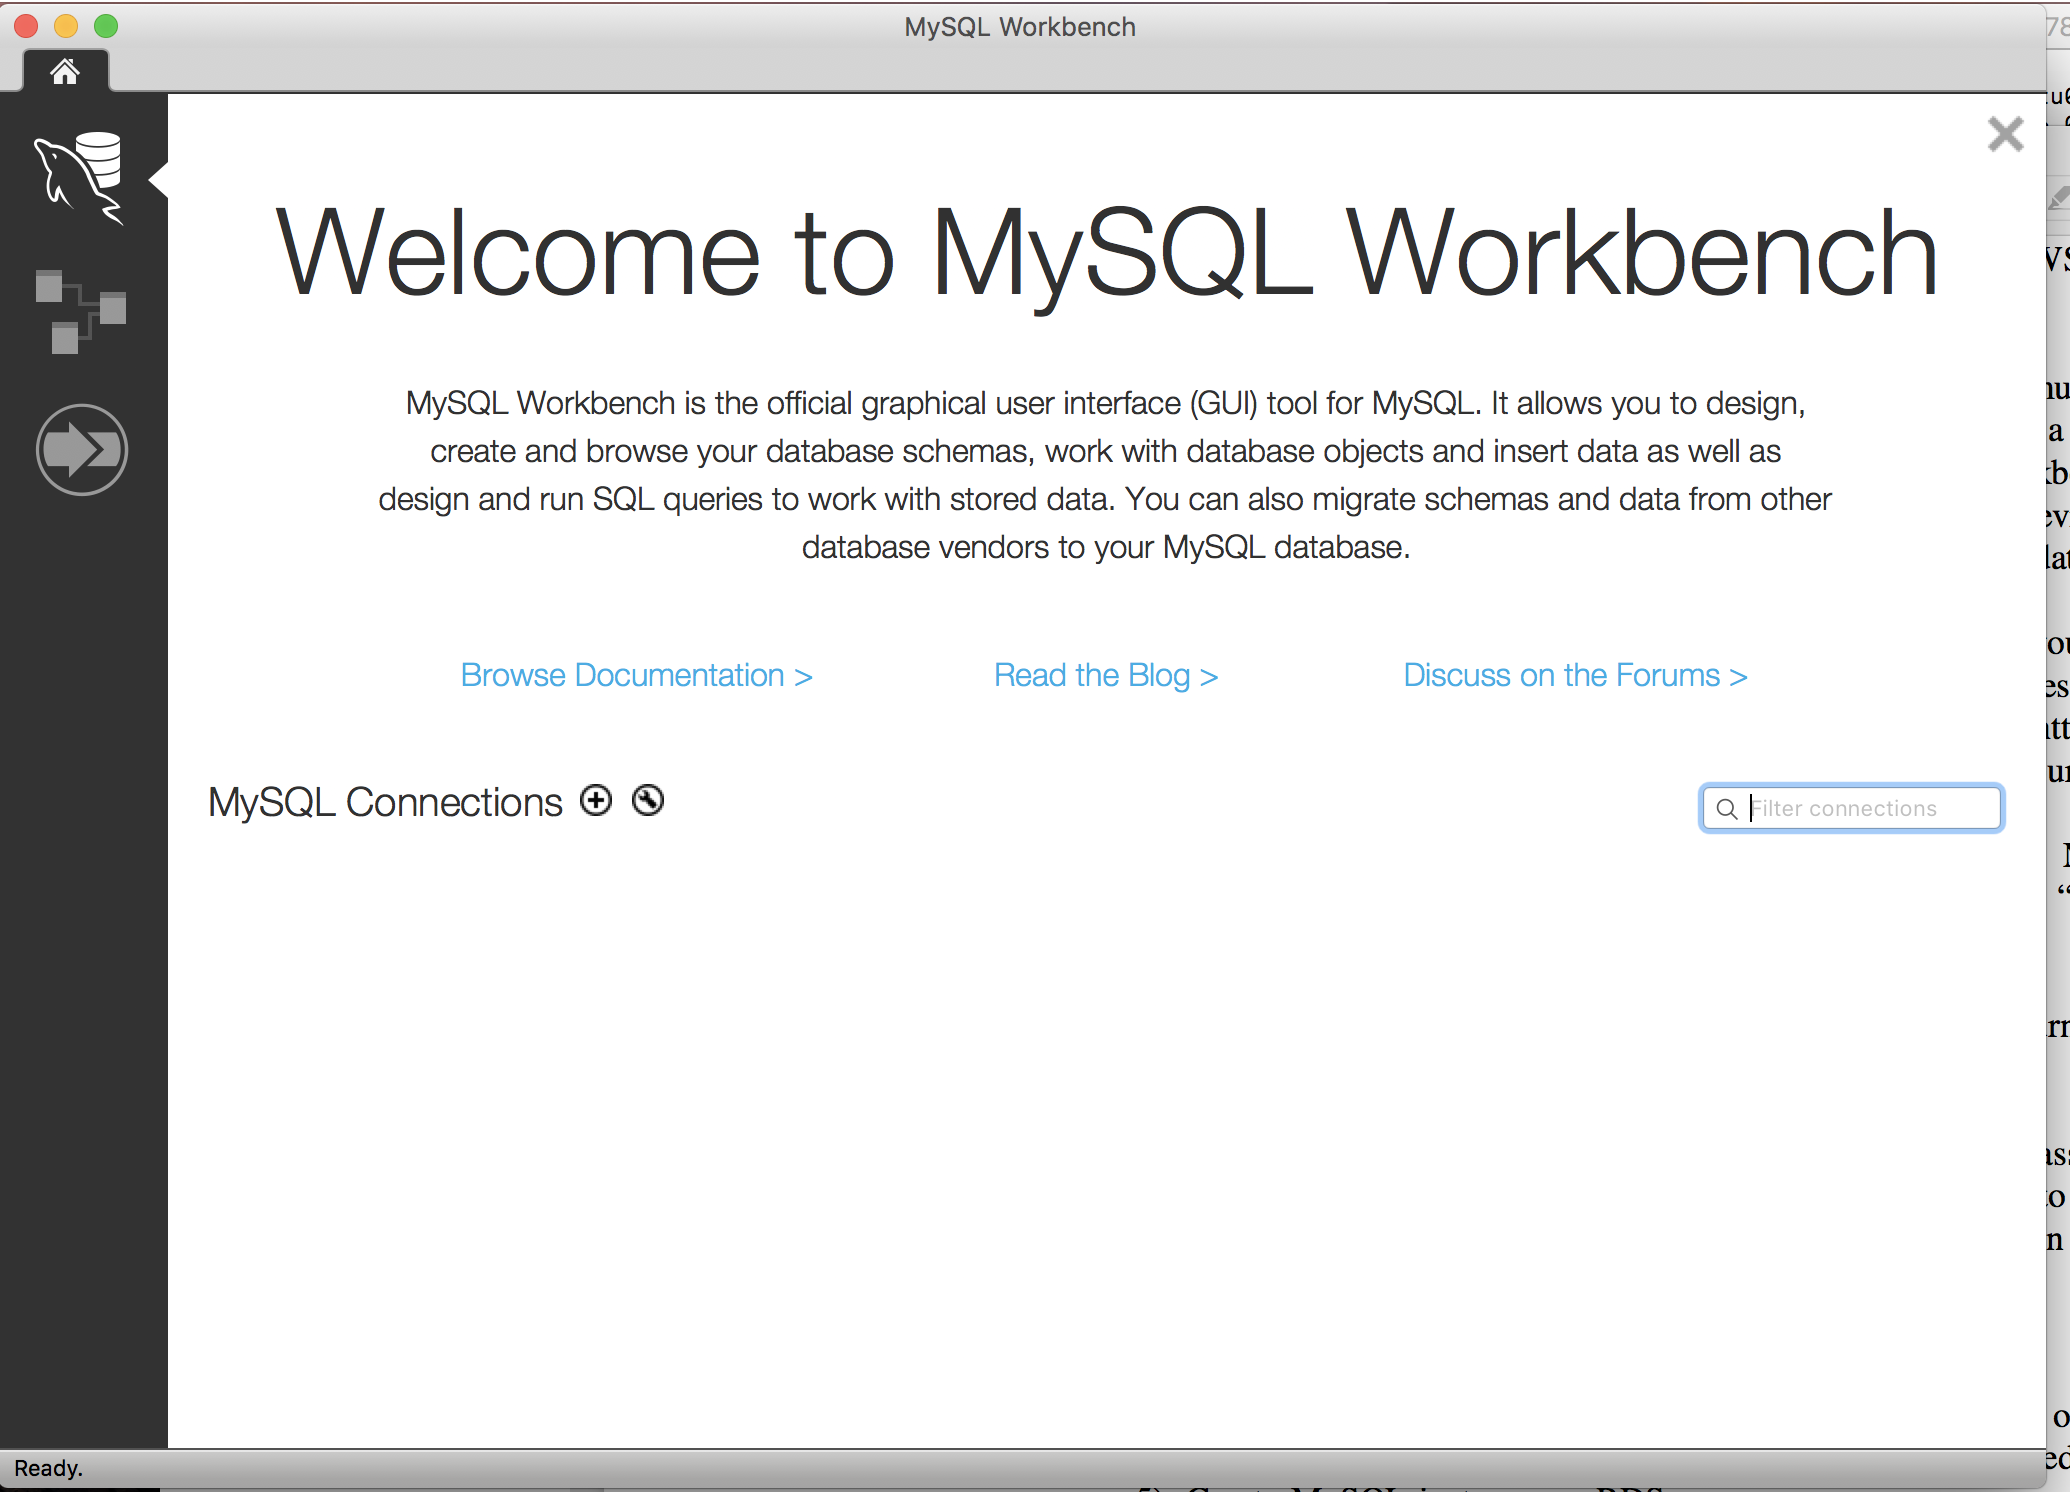 MySQL Workbench
Welcome to MySQL Workbench
MySQL Workbench is the official graphical user interface (GUI) tool for MySQL. It allows you to design,
create and browse your database schemas, work with database objects and insert data as well as
design and run SQL queries to work with stored data. You can also migrate schemas and data from other
database vendors to your MySQL database.
Browse Documentation >
Read the Blog >
Discuss on the Forums >
MySQL Connections
Filter connections
Ready.